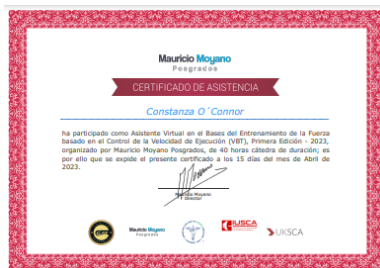 Mauricio Moyano
Posgrados
CERTIFICADO DE ASISTENCIA
Constanza O´Connor
ha participado como Asistente Virtual en el Bases del Entrenamiento de la Fuerza
basado en el Control de la Velocidad de Ejecución (VBT), Primera Edición - 2023,
organizado por Mauricio Moyano Posgrados, de 40 horas cátedra de duración; es
por ello que se expide el presente certificado a los 15 días del mes de Abril de
2023.
Mauricio Moyano
Director
Mauricio Moyano
Posgrados
IUSCA
UKSCA